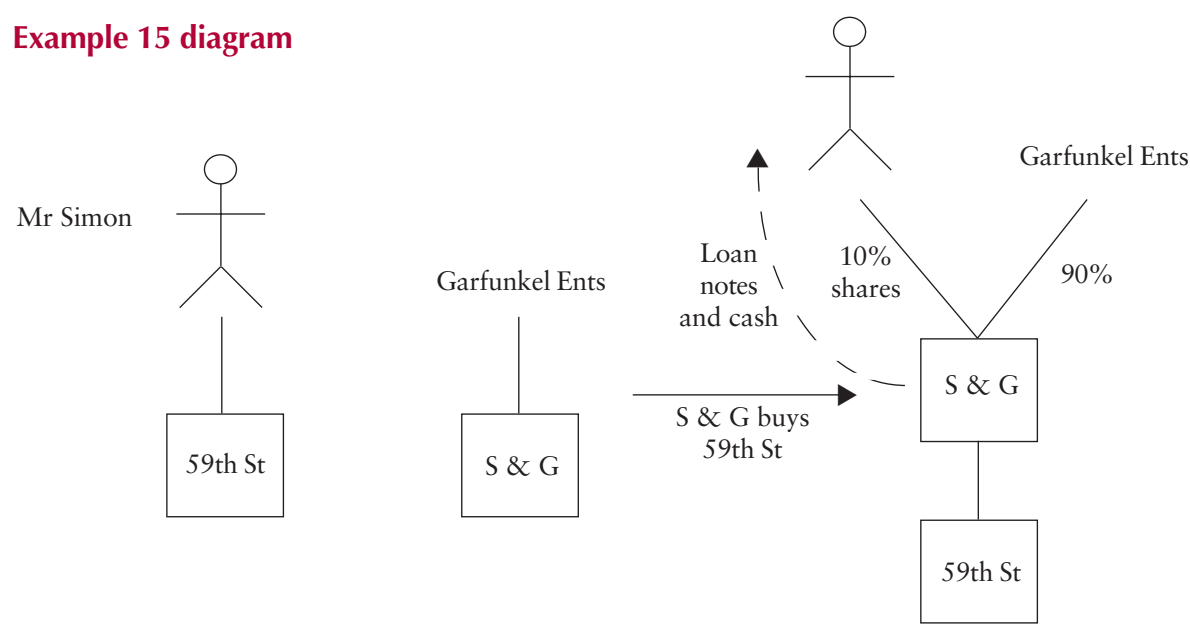 Example 15 diagram
Mr Simon
59th St
Garfunkel Ents
S & G
S & G buys
59th St
Loan
notes
and cash
10%
shares
Garfunkel Ents
90%
S & G
59th St